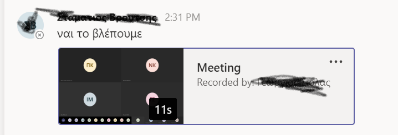 2:31 PM
ναι το βλέπουμε
ΠΚ
ΝΚ
ΙΜ
11s
Meeting
Recorded by: